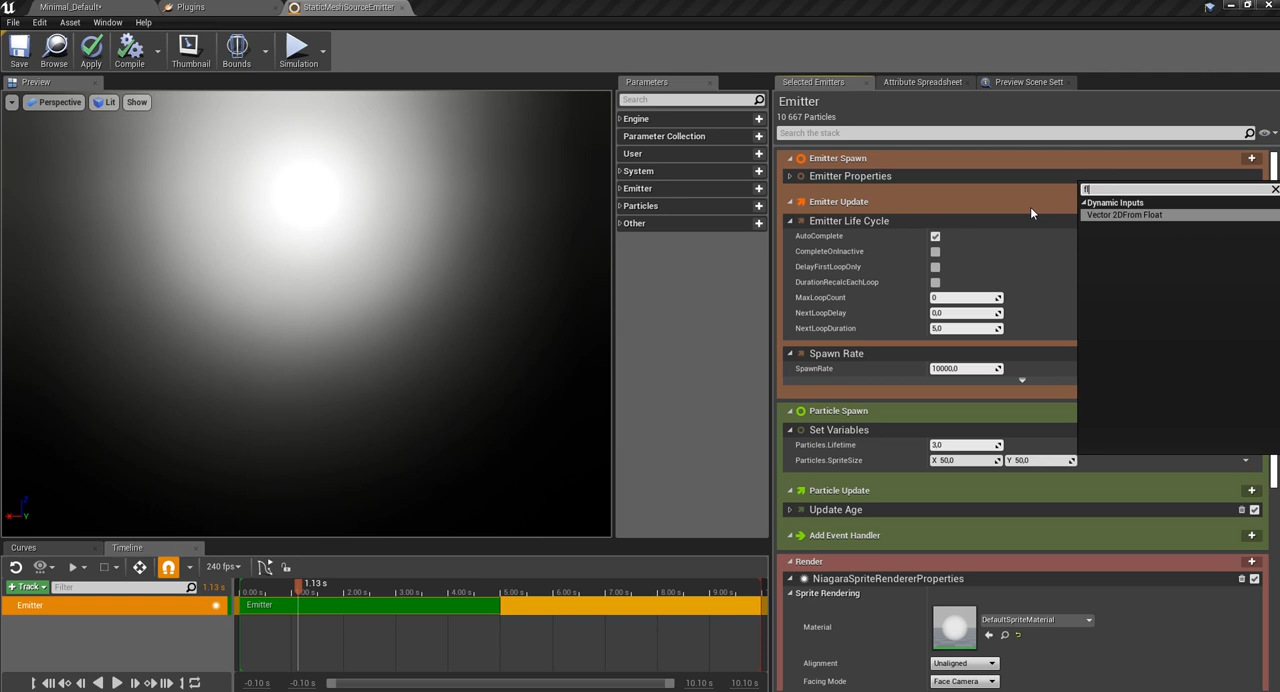 Minimal_Default*
Plugins
StaticMeshSourceEmitter
File Edit Asset Window Help
Save Browse Apply Compile Thumbnail Bounds Simulation
Preview
Perspective Lit Show
Z
X
Y
Parameters
Search
Engine
Parameter Collection
User
System
Emitter
Particles
Other
Selected Emitters Attribute Spreadsheet Preview Scene Sett
Emitter
10 667 Particles
Search the stack
Emitter Spawn
Emitter Properties
Emitter Update
Emitter Life Cycle
AutoComplete
CompleteOnInactive
DelayFirstLoopOnly
DurationRecalcEachLoop
MaxLoopCount 0
NextLoopDelay 0,0
NextLoopDuration 5,0
Spawn Rate
SpawnRate 10000,0
fl
Dynamic Inputs
Vector 2DFrom Float
Particle Spawn
Set Variables
Particles.Lifetime 3,0
Particles.SpriteSize X 50,0 Y 50,0
Particle Update
Update Age
Add Event Handler
Render
NiagaraSpriteRendererProperties
Sprite Rendering
Material DefaultSpriteMaterial
Alignment Unaligned
Facing Mode Face Camera
Curves Timeline
240 fps
Track Filter 1.13 s
1.13 s
0.00 s 2.00 s 3.00 s 4.00 s 5.00 s 6.00 s 7.00 s 8.00 s 9.00 s
Emitter
Emitter
-0.10 s -0.10 s 10.10 s 10.10 s